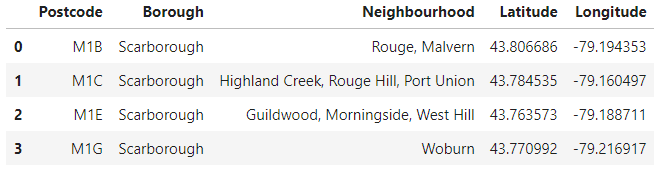 Postcode Borough Neighbourhood Latitude Longitude
0 M1B Scarborough Rouge, Malvern 43.806686 -79.194353
1 M1C Scarborough Highland Creek, Rouge Hill, Port Union 43.784535 -79.160497
2 M1E Scarborough Guildwood, Morningside, West Hill 43.763573 -79.188711
3 M1G Scarborough Woburn 43.770992 -79.216917